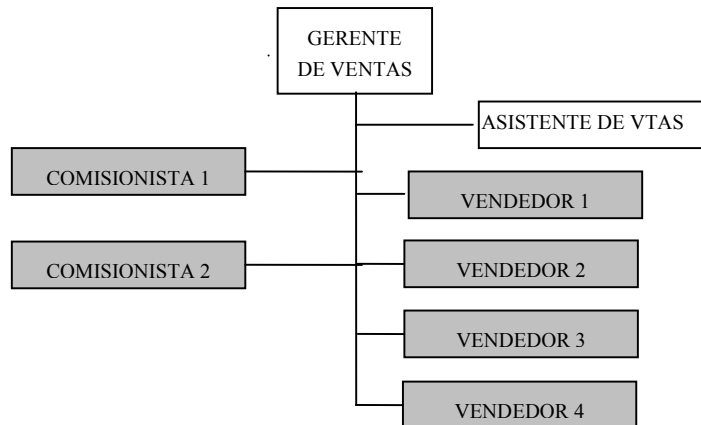 GERENTE
DE VENTAS
ASISTENTE DE VTAS
COMISIONISTA 1
VENDEDOR 1
COMISIONISTA 2
VENDEDOR 2
VENDEDOR 3
VENDEDOR 4